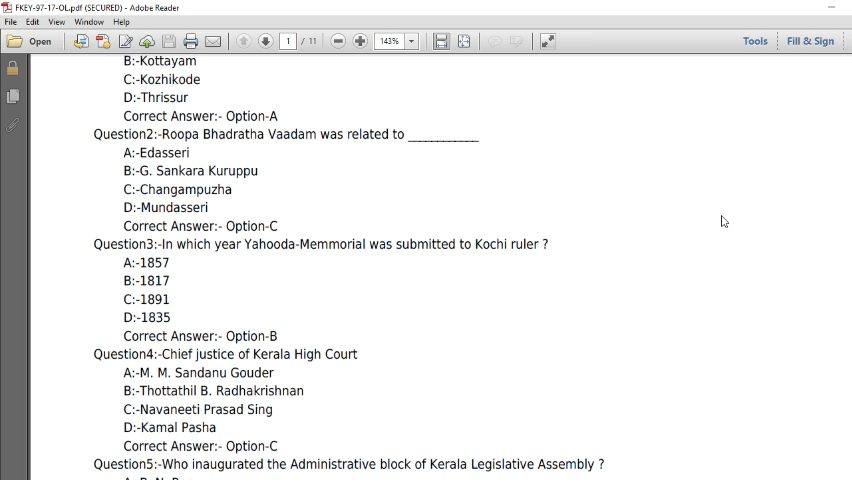 FKEY-97-17-OL.pdf (SECURED) - Adobe Reader
File Edit View Window Help
Open 1 / 11 143% Tools Fill & Sign
B:-Kottayam
C:-Kozhikode
D:-Thrissur
Correct Answer:- Option-A
Question2:-Roopa Bhadratha Vaadam was related to ___________
A:-Edasseri
B:-G. Sankara Kuruppu
C:-Changampuzha
D:-Mundasseri
Correct Answer:- Option-C
Question3:-In which year Yahooda-Memmorial was submitted to Kochi ruler ?
A:-1857
B:-1817
C:-1891
D:-1835
Correct Answer:- Option-B
Question4:-Chief justice of Kerala High Court
A:-M. M. Sandanu Gouder
B:-Thottathil B. Radhakrishnan
C:-Navaneeti Prasad Sing
D:-Kamal Pasha
Correct Answer:- Option-C
Question5:-Who inaugurated the Administrative block of Kerala Legislative Assembly ?